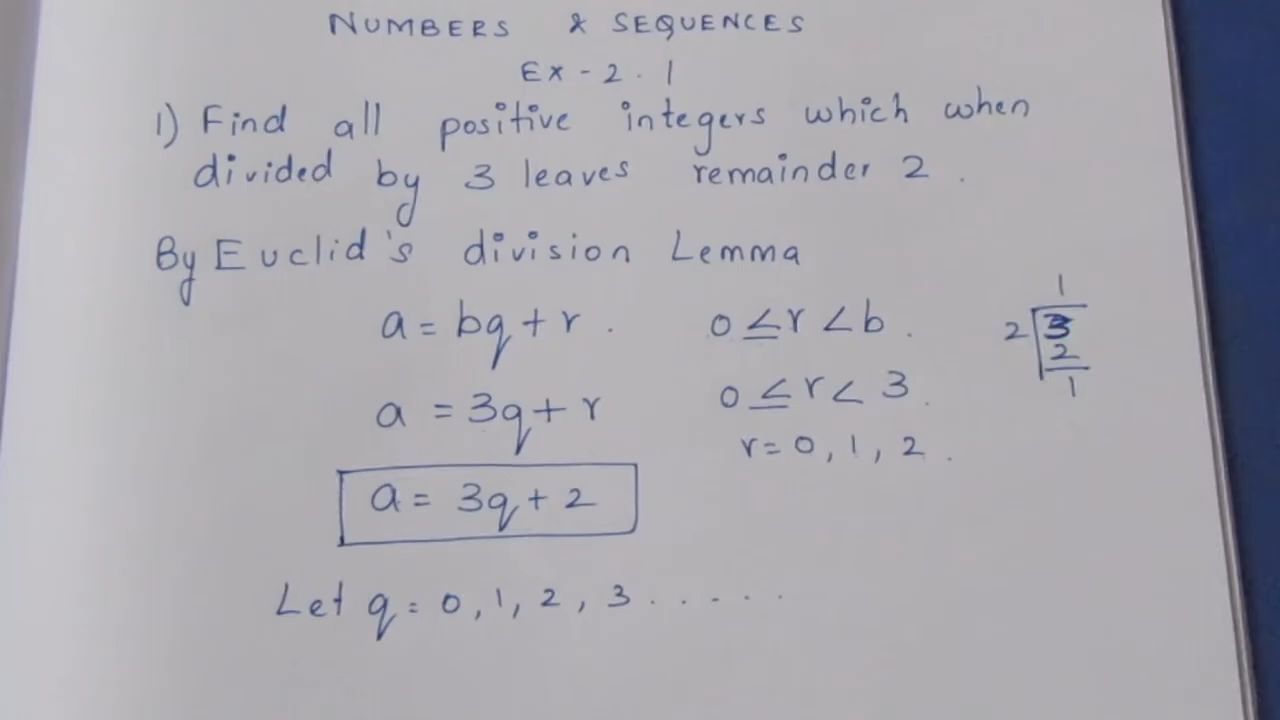 NUMBERS & SEQUENCES
Ex - 2.1
1) Find all positive integers which when
divided by 3 leaves remainder 2.
By Euclid's division Lemma
a = bq + r. 0 ≤ r < b.
a = 3q + r 0 ≤ r < 3.
r = 0, 1, 2.
a = 3q + 2
Let q = 0, 1, 2, 3 . . . . .
1
2 3
2
1